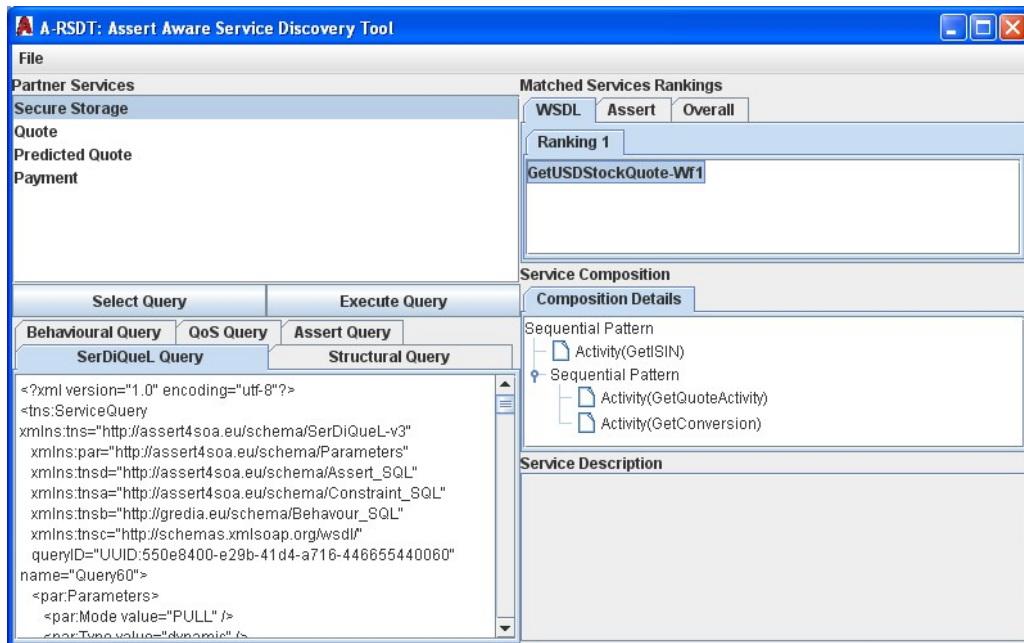 A-RSDT: Assert Aware Service Discovery Tool
File
Partner Services
Secure Storage
Quote
Predicted Quote
Payment
Select Query
Execute Query
Behavioural Query
QoS Query
Assert Query
SerDiQueL Query
Structural Query
<?xml version="1.0" encoding="utf-8"?>
<tns:ServiceQuery
xmlns:tns="http://assert4soa.eu/schema/SerDiQueL-v3"
xmlns:par="http://assert4soa.eu/schema/Parameters"
xmlns:tnsd="http://assert4soa.eu/schema/Assert_SQL"
xmlns:tnsa="http://assert4soa.eu/schema/Constraint_SQL"
xmlns:tnsb="http://gredia.eu/schema/Behavour_SQL"
xmlns:tnsc="http://schemas.xmlsoap.org/wsdl/"
queryID="UUID:550e8400-e29b-41d4-a716-446655440060"
name="Query60">
<par:Parameters>
<par:Mode value="PULL" />
<par:Type value="dynamic" />
Matched Services Rankings
WSDL
Assert
Overall
Ranking 1
GetUSDStockQuote-Wf1
Service Composition
Composition Details
Sequential Pattern
Activity(GetISIN)
Sequential Pattern
Activity(GetQuoteActivity)
Activity(GetConversion)
Service Description